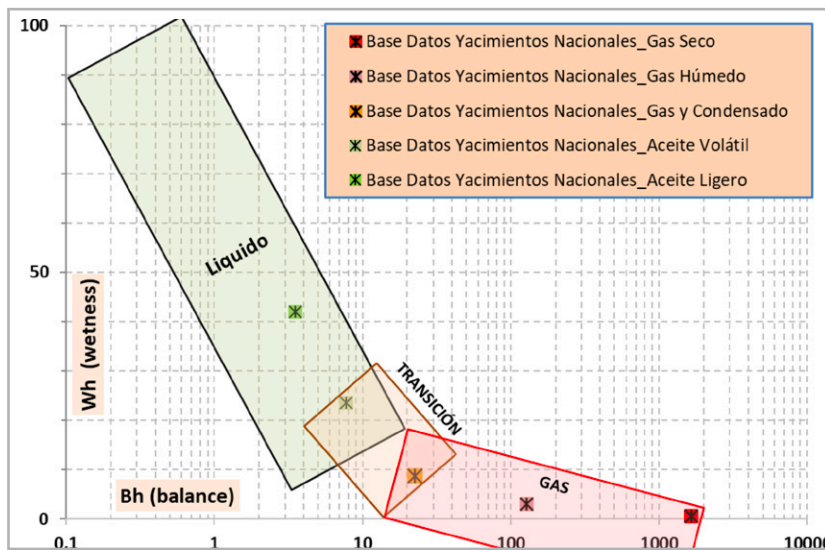 100
Base Datos Yacimientos Nacionales_Gas Seco
Base Datos Yacimientos Nacionales_Gas Húmedo
Base Datos Yacimientos Nacionales_Gas y Condensado
Base Datos Yacimientos Nacionales_Aceite Volátil
Base Datos Yacimientos Nacionales_Aceite Ligero
Liquido
50
Wh (wetness)
TRANSICIÓN
GAS
Bh (balance)
0
0.1 1 10 100 1000 10000